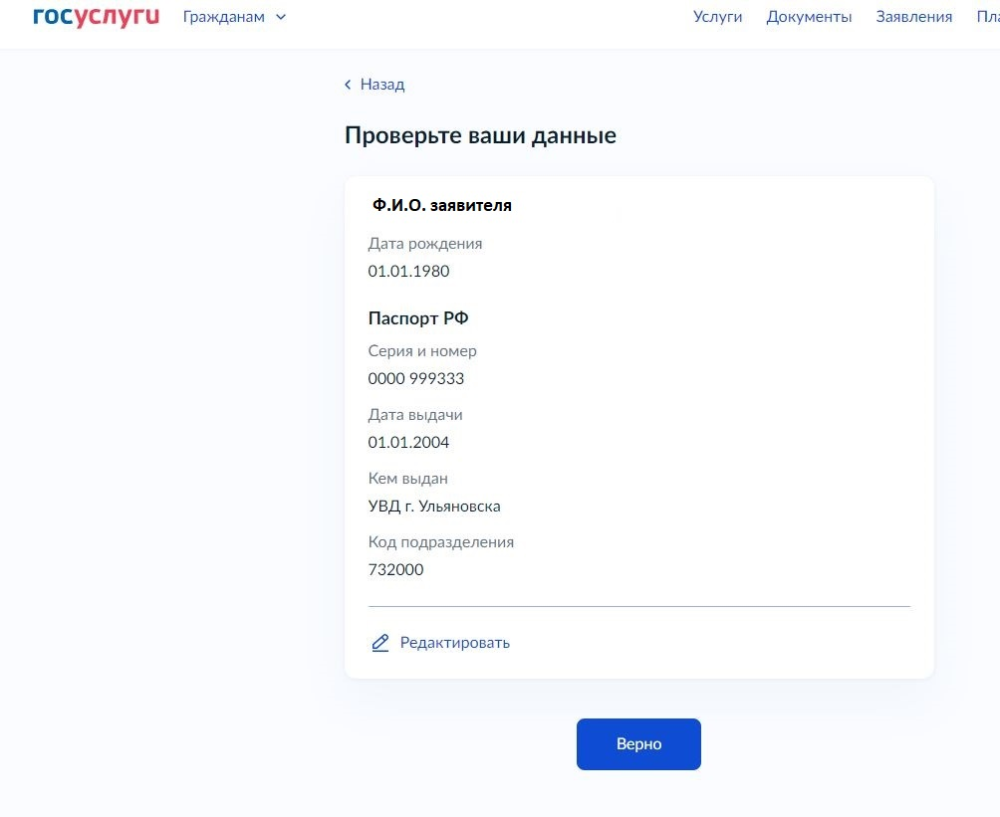 госуслуги Гражданам Услуги Документы Заявления
Назад
Проверьте ваши данные
Ф.И.О. заявителя
Дата рождения
01.01.1980
Паспорт РФ
Серия и номер
0000 999333
Дата выдачи
01.01.2004
Кем выдан
УВД г. Ульяновска
Код подразделения
732000
Редактировать
Верно